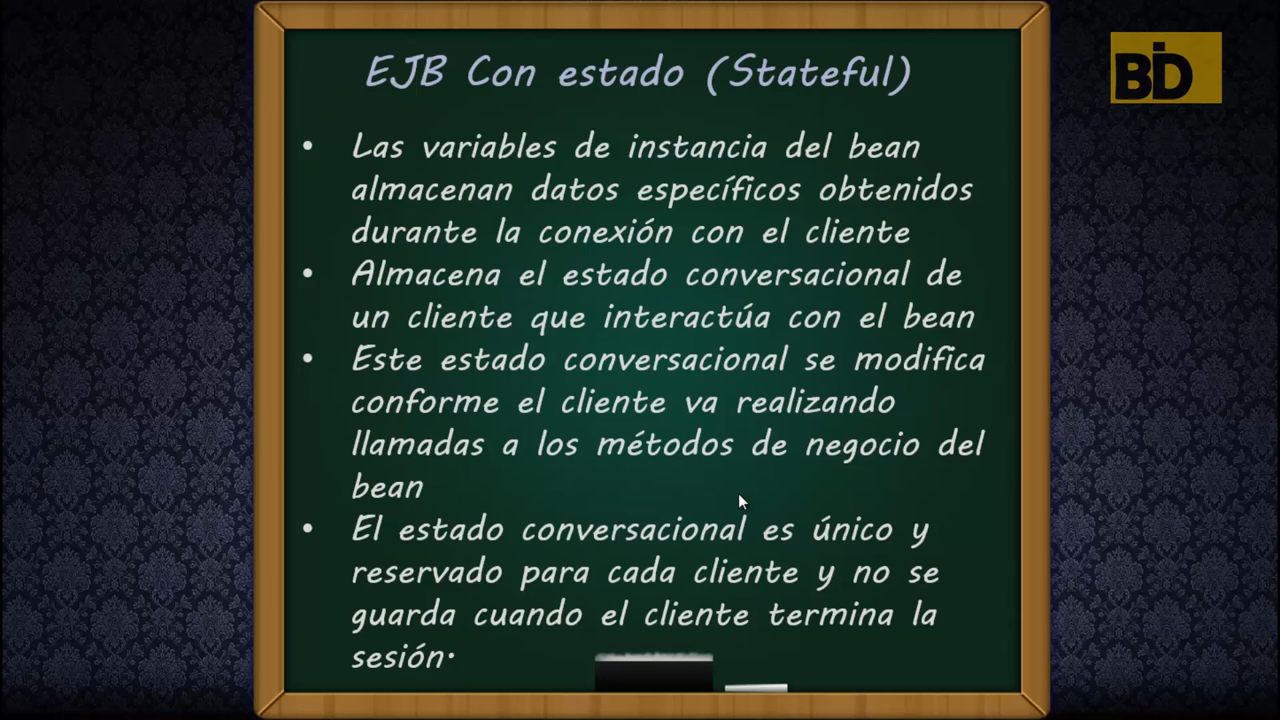 EJB Con estado (Stateful)
BID
• Las variables de instancia del bean
almacenan datos específicos obtenidos
durante la conexión con el cliente
• Almacena el estado conversacional de
un cliente que interactúa con el bean
• Este estado conversacional se modifica
conforme el cliente va realizando
llamadas a los métodos de negocio del
bean
• El estado conversacional es único y
reservado para cada cliente y no se
guarda cuando el cliente termina la
sesión.